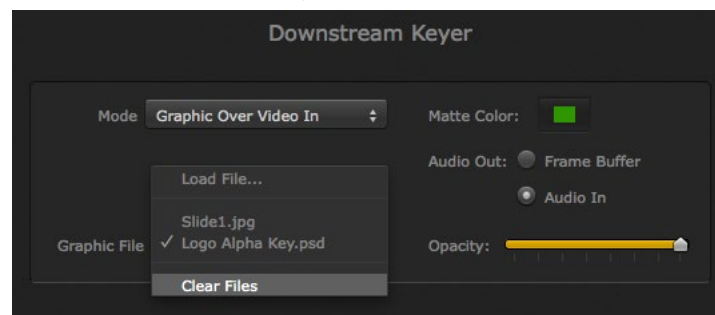 Downstream Keyer
Mode Graphic Over Video In
Matte Color:
Audio Out: Frame Buffer
Audio In
Load File...
Slide1.jpg
Graphic File ✓ Logo Alpha Key.psd
Opacity:
Clear Files